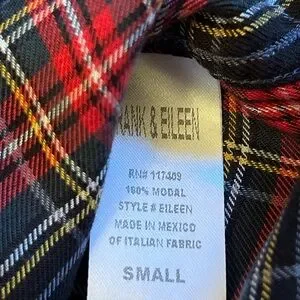 RANK & EILEEN
RN# 117409
100% MODAL
STYLE # EILEEN
MADE IN MEXICO
OF ITALIAN FABRIC
SMALL